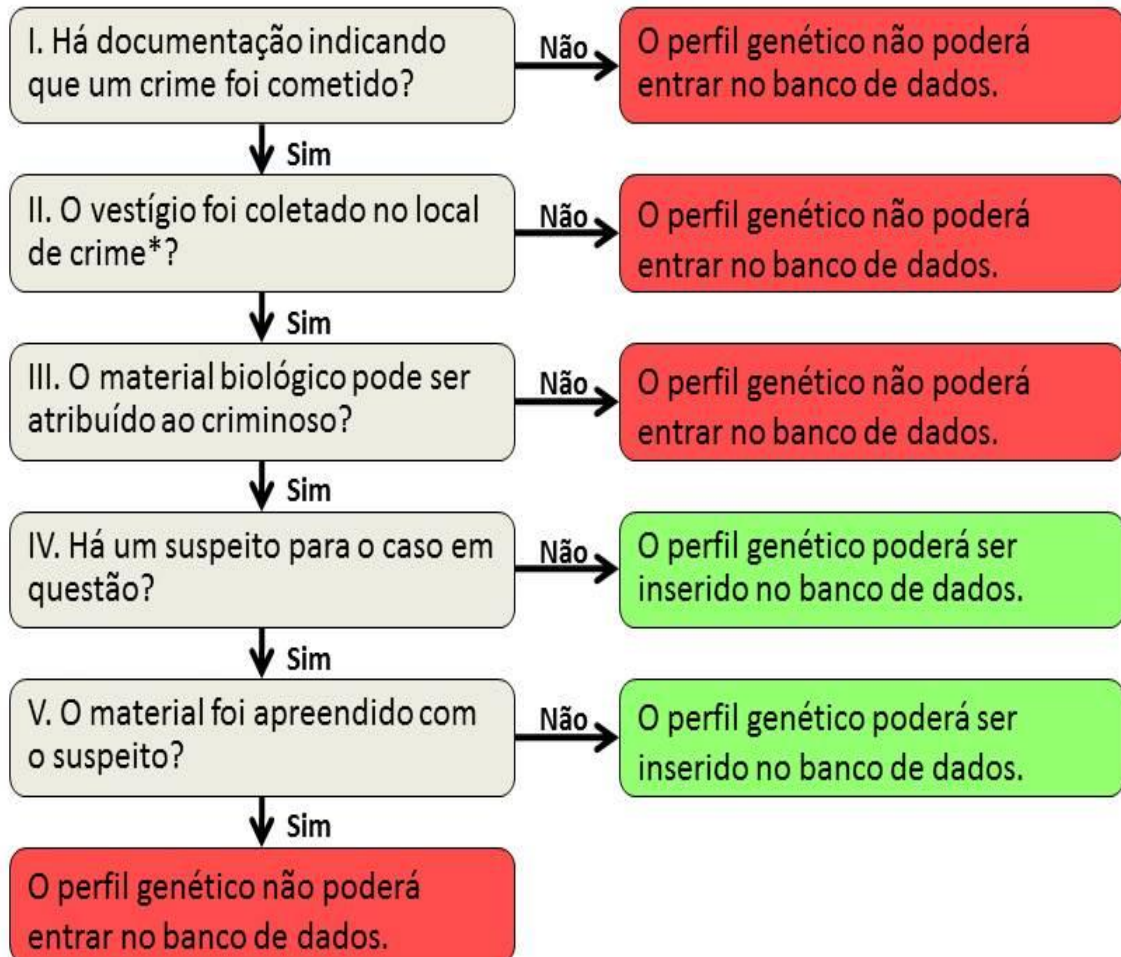 I. Há documentação indicando
que um crime foi cometido?
Não
O perfil genético não poderá
entrar no banco de dados.
Sim
II. O vestígio foi coletado no local
de crime*?
Não
O perfil genético não poderá
entrar no banco de dados.
Sim
III. O material biológico pode ser
atribuído ao criminoso?
Não
O perfil genético não poderá
entrar no banco de dados.
Sim
IV. Há um suspeito para o caso em
questão?
Não
O perfil genético poderá ser
inserido no banco de dados.
Sim
V. O material foi apreendido com
o suspeito?
Não
O perfil genético poderá ser
inserido no banco de dados.
Sim
O perfil genético não poderá
entrar no banco de dados.